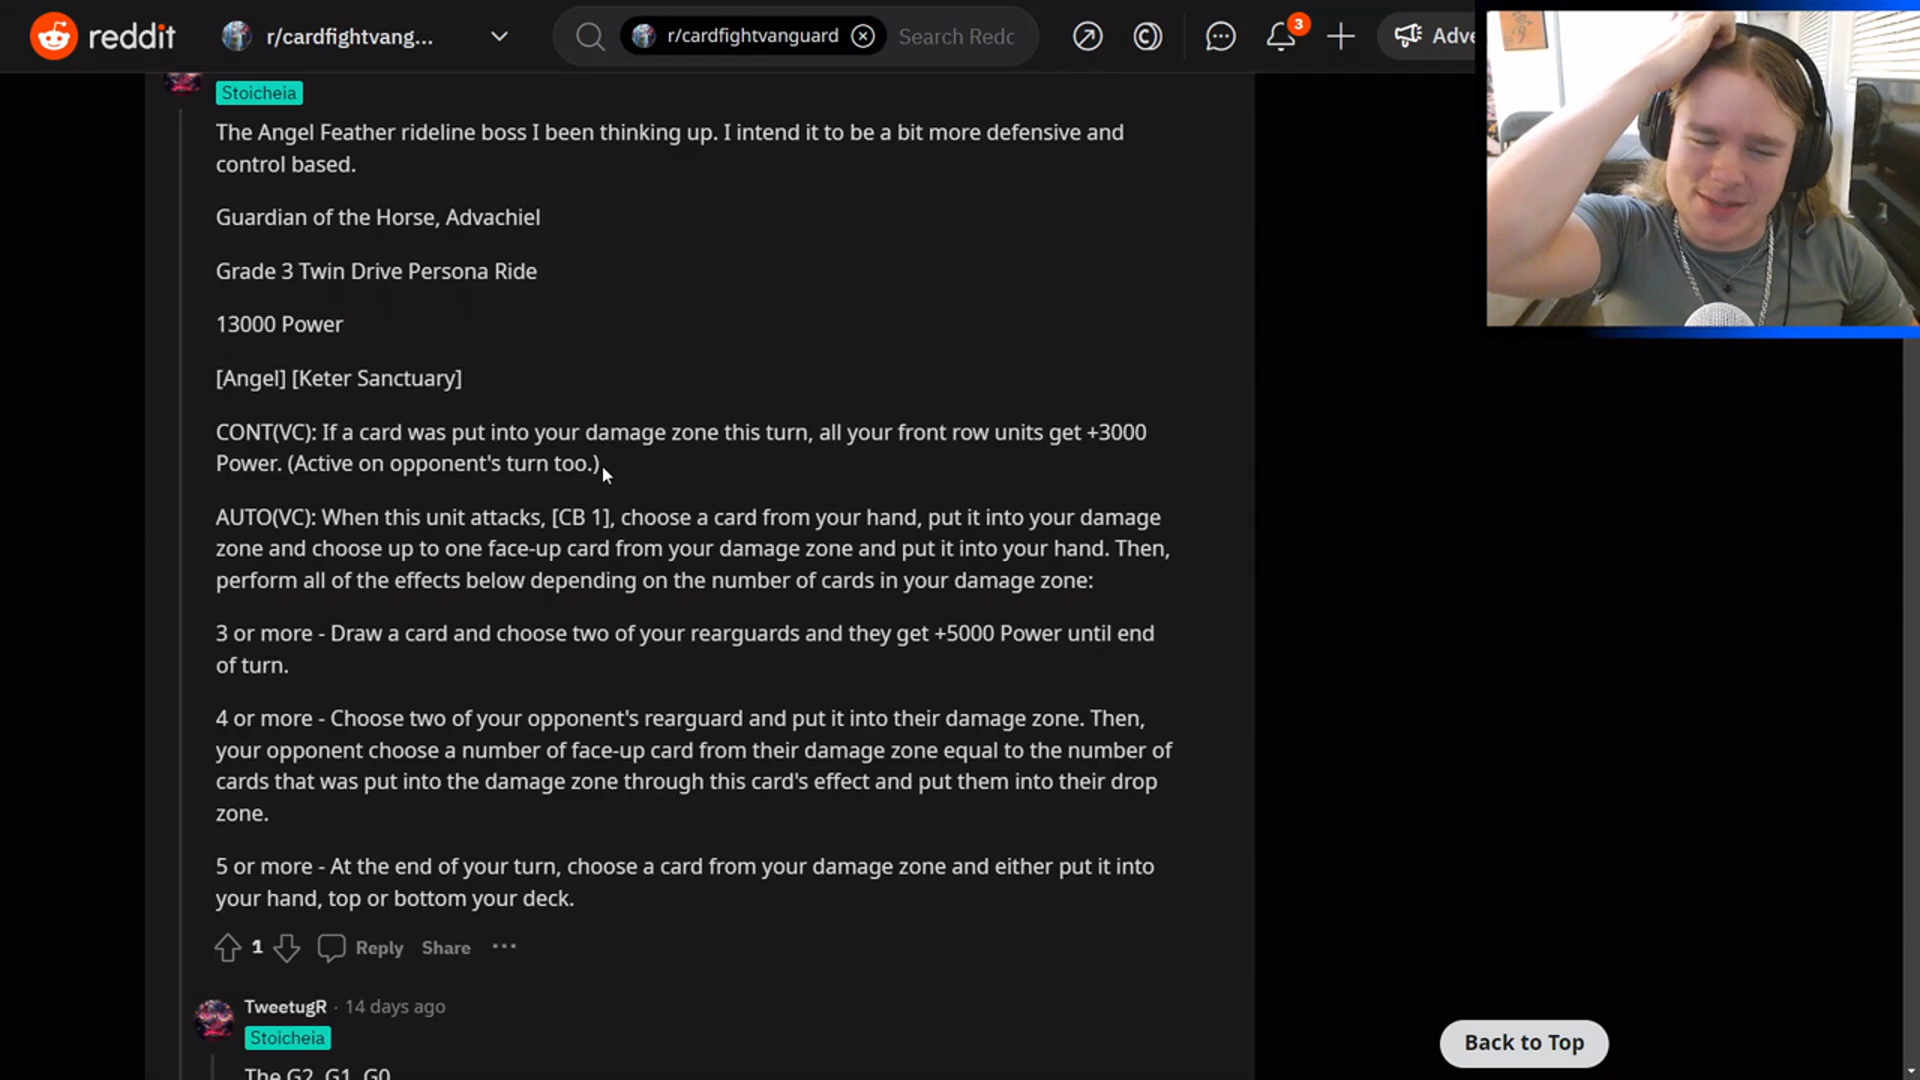 reddit
r/cardfightvang...
r/cardfightvanguard
Search Redc
3
Adve
Stoicheia
The Angel Feather rideline boss I been thinking up. I intend it to be a bit more defensive and
control based.
Guardian of the Horse, Advachiel
Grade 3 Twin Drive Persona Ride
13000 Power
[Angel] [Keter Sanctuary]
CONT(VC): If a card was put into your damage zone this turn, all your front row units get +3000
Power. (Active on opponent's turn too.)
AUTO(VC): When this unit attacks, [CB 1], choose a card from your hand, put it into your damage
zone and choose up to one face-up card from your damage zone and put it into your hand. Then,
perform all of the effects below depending on the number of cards in your damage zone:
3 or more - Draw a card and choose two of your rearguards and they get +5000 Power until end
of turn.
4 or more - Choose two of your opponent's rearguard and put it into their damage zone. Then,
your opponent choose a number of face-up card from their damage zone equal to the number of
cards that was put into the damage zone through this card's effect and put them into their drop
zone.
5 or more - At the end of your turn, choose a card from your damage zone and either put it into
your hand, top or bottom your deck.
1 Reply Share ...
TweetugR · 14 days ago
Stoicheia
The G2, G1, G0
Back to Top